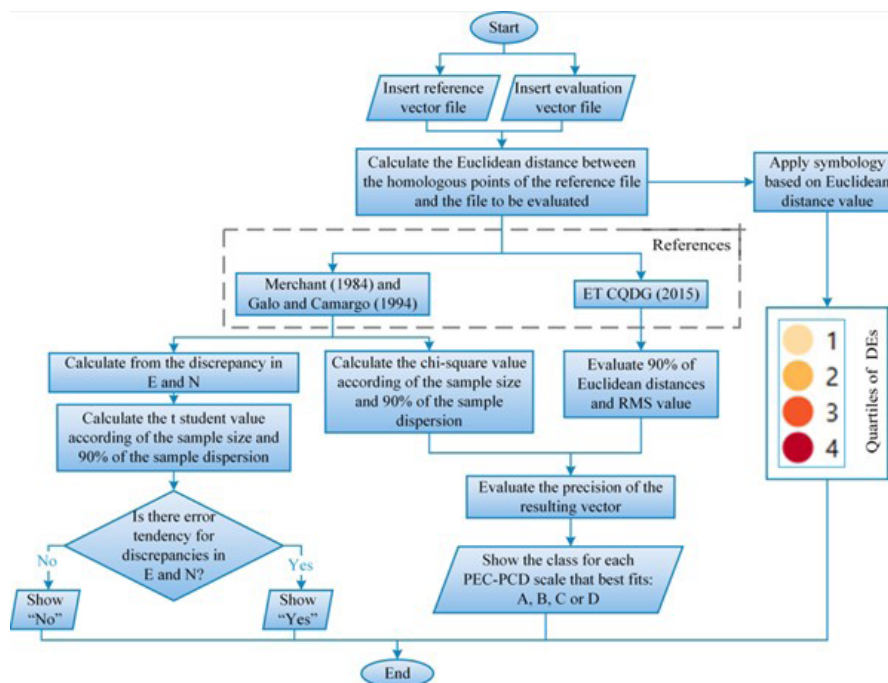 Start
Insert reference
vector file
Insert evaluation
vector file
Calculate the Euclidean distance between
the homologous points of the reference file
and the file to be evaluated
Apply symbology
based on Euclidean
distance value
References
Merchant (1984) and
Galo and Camargo (1994)
ET CQDG (2015)
Calculate from the discrepancy in
E and N
Calculate the chi-square value
according of the sample size
and 90% of the sample
dispersion
Evaluate 90% of
Euclidean distances
and RMS value
1
2
3
4
Quartiles of DEs
Calculate the t student value
according of the sample size and
90% of the sample dispersion
Evaluate the precision of the
resulting vector
Is there error
tendency for
discrepancies in
E and N?
No
Yes
Show the class for each
PEC-PCD scale that best fits:
A, B, C or D
Show
“No”
Show
“Yes”
End